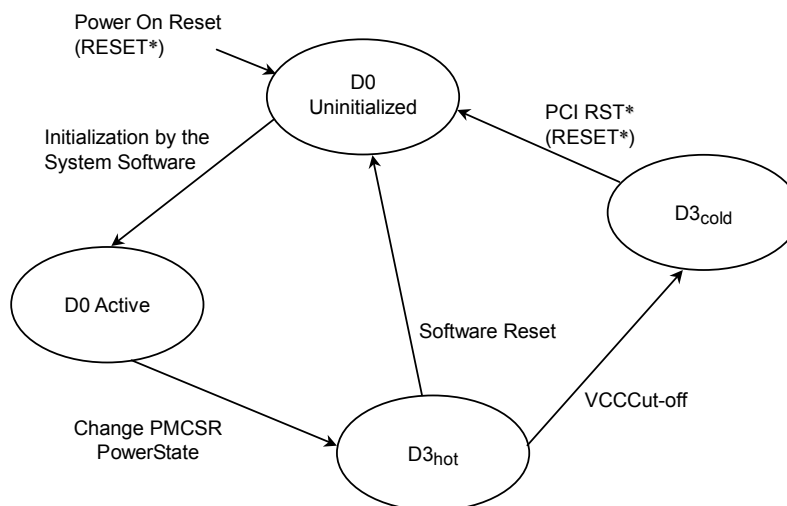 Power On Reset
(RESET*)
D0
Uninitialized
PCI RST*
(RESET*)
Initialization by the
System Software
D3cold
D0 Active
Software Reset
VCCCut-off
Change PMCSR
PowerState
D3hot